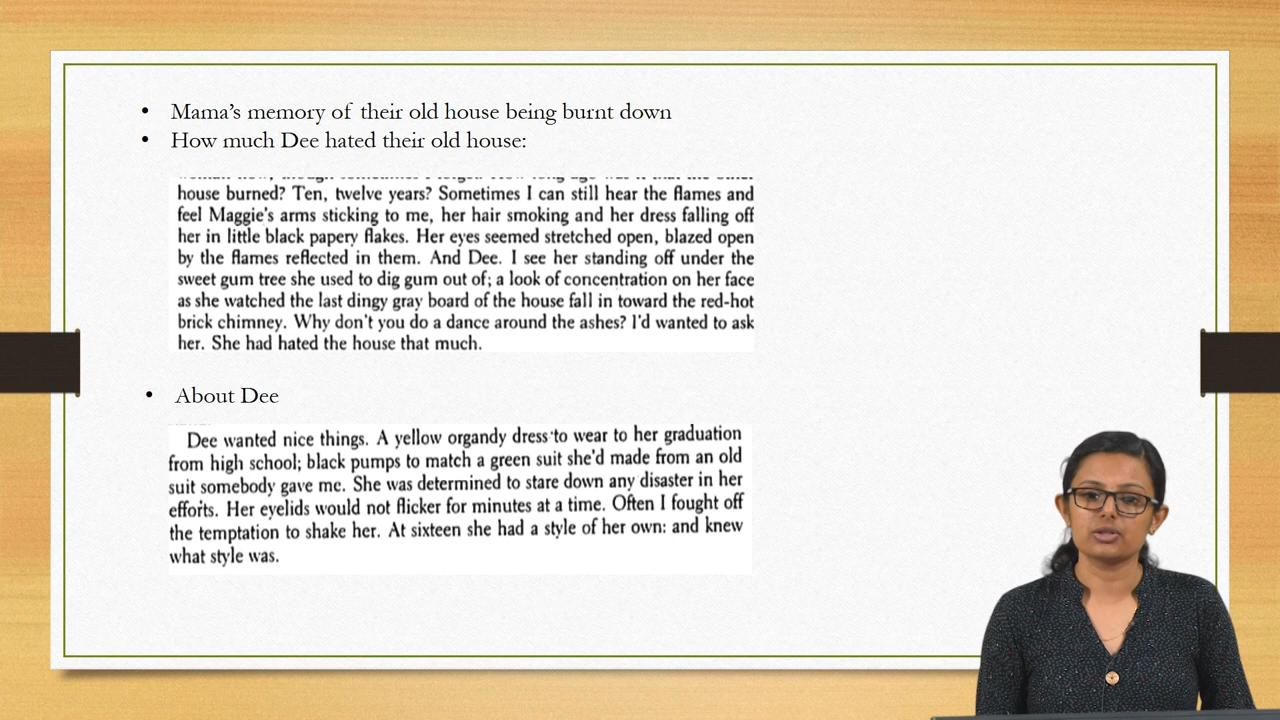 • Mama’s memory of their old house being burnt down
• How much Dee hated their old house:
house burned? Ten, twelve years? Sometimes I can still hear the flames and
feel Maggie's arms sticking to me, her hair smoking and her dress falling off
her in little black papery flakes. Her eyes seemed stretched open, blazed open
by the flames reflected in them. And Dee. I see her standing off under the
sweet gum tree she used to dig gum out of; a look of concentration on her face
as she watched the last dingy gray board of the house fall in toward the red-hot
brick chimney. Why don't you do a dance around the ashes? I'd wanted to ask
her. She had hated the house that much.
• About Dee
Dee wanted nice things. A yellow organdy dress to wear to her graduation
from high school; black pumps to match a green suit she'd made from an old
suit somebody gave me. She was determined to stare down any disaster in her
efforts. Her eyelids would not flicker for minutes at a time. Often I fought off
the temptation to shake her. At sixteen she had a style of her own: and knew
what style was.